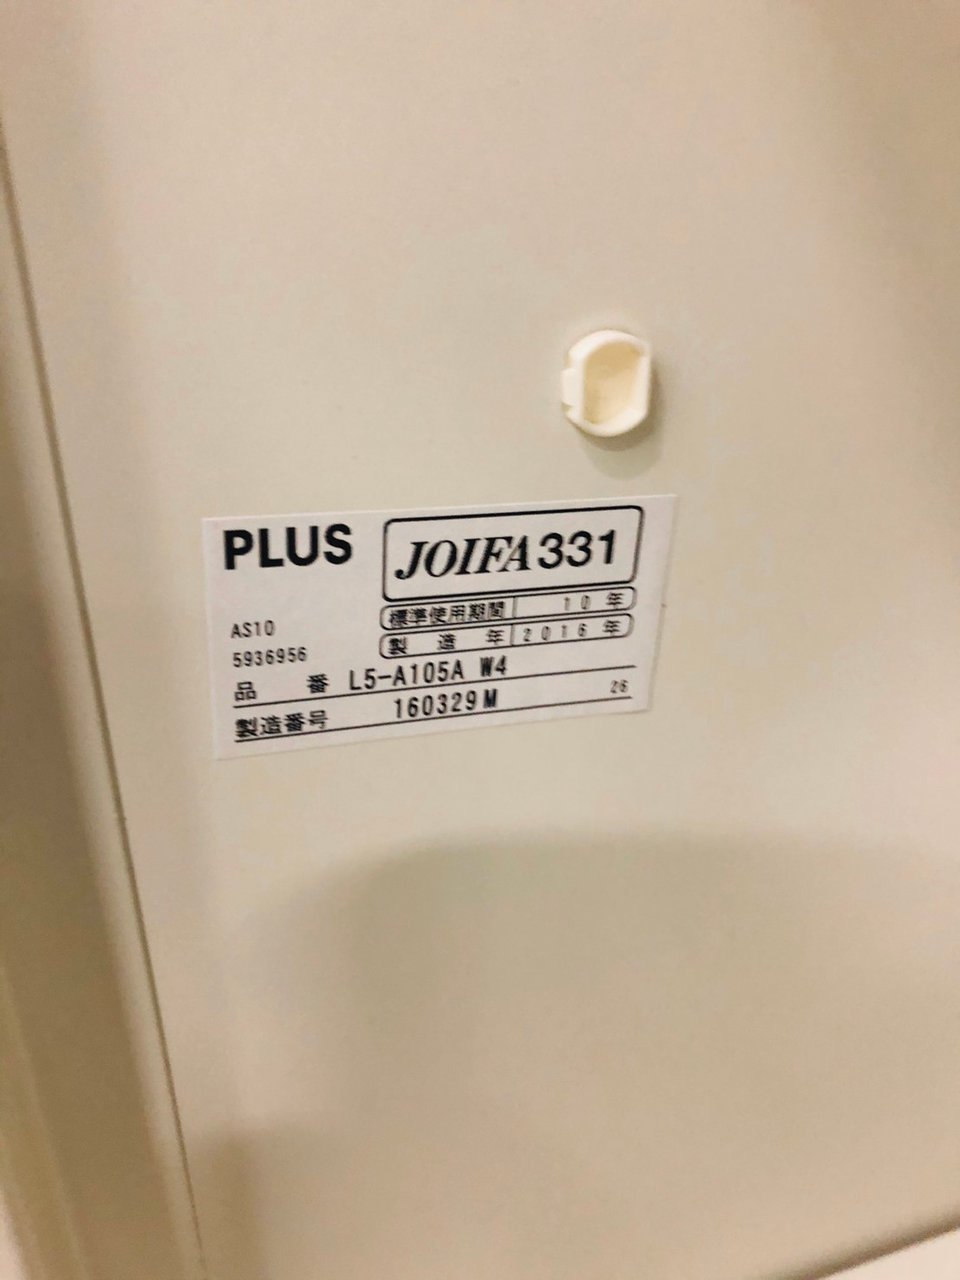 PLUS
JOIFA331
標準使用期間 10年
製造年 2016年
AS10
5936956
品番 L5-A105A W4
製造番号 160329M 26